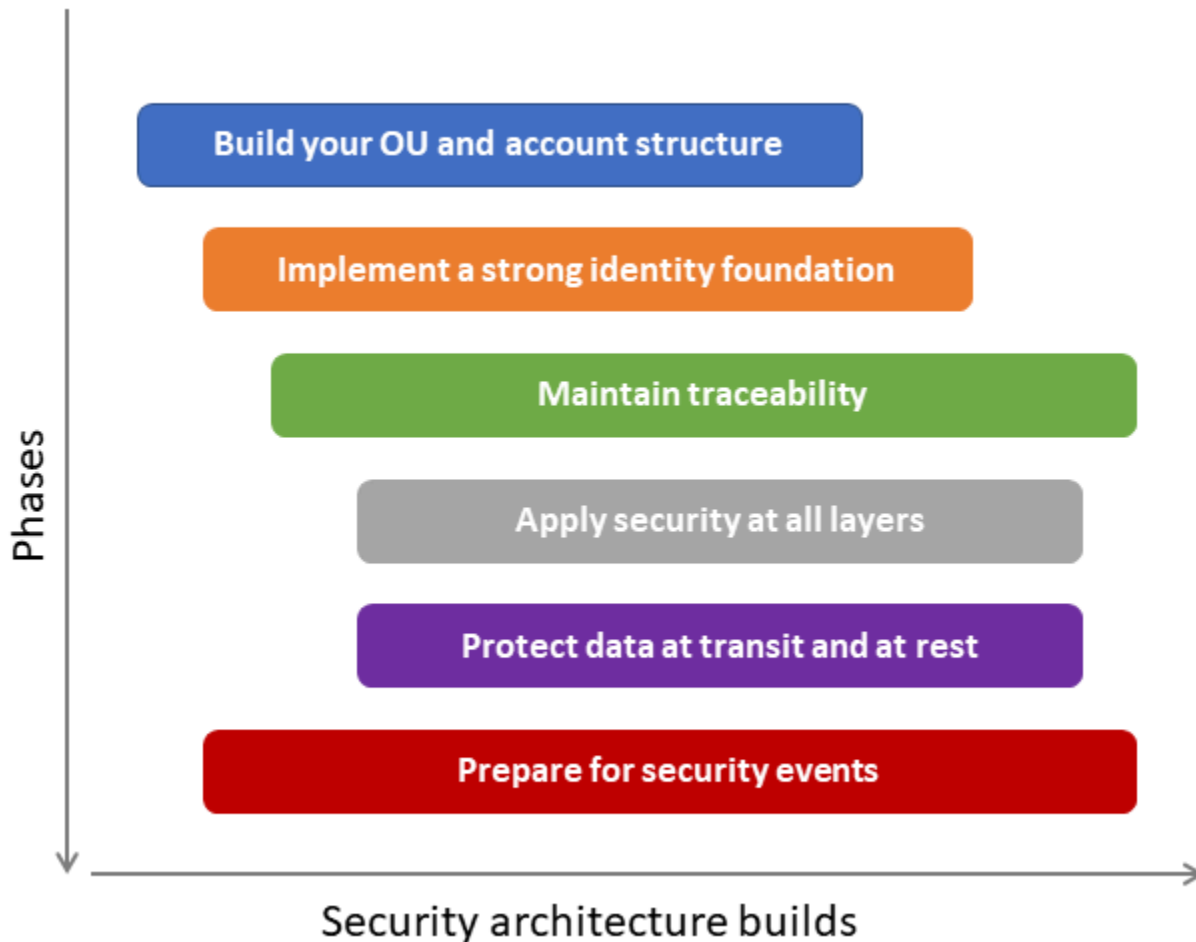 Build your OU and account structure
Implement a strong identity foundation
Maintain traceability
Apply security at all layers
Protect data at transit and at rest
Prepare for security events
Phases
Security architecture builds